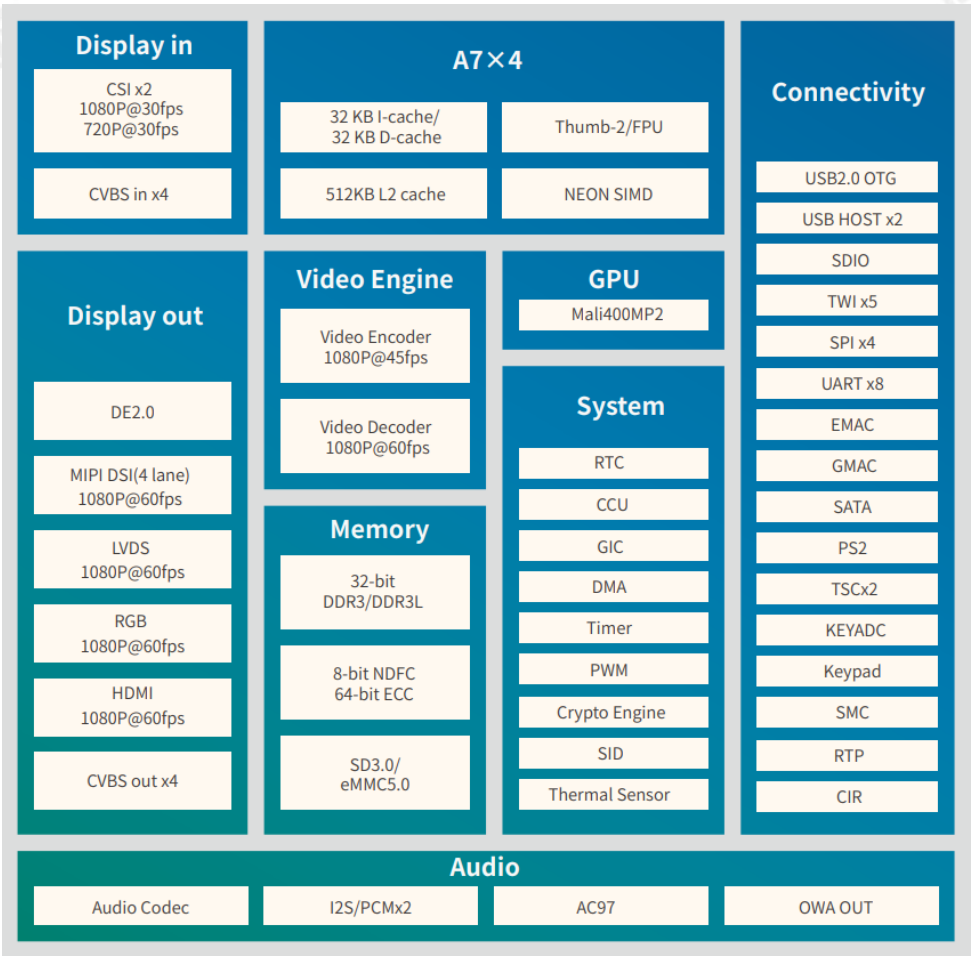 Display in
CSI x2
1080P@30fps
720P@30fps
CVBS in x4
A7×4
32 KB I-cache/
32 KB D-cache
Thumb-2/FPU
512KB L2 cache
NEON SIMD
Connectivity
USB2.0 OTG
USB HOST x2
SDIO
TWI x5
SPI x4
UART x8
EMAC
GMAC
SATA
PS2
TSCx2
KEYADC
Keypad
SMC
RTP
CIR
Display out
DE2.0
MIPI DSI(4 lane)
1080P@60fps
LVDS
1080P@60fps
RGB
1080P@60fps
HDMI
1080P@60fps
CVBS out x4
Video Engine
Video Encoder
1080P@45fps
Video Decoder
1080P@60fps
GPU
Mali400MP2
Memory
32-bit
DDR3/DDR3L
8-bit NDFC
64-bit ECC
SD3.0/
eMMC5.0
System
RTC
CCU
GIC
DMA
Timer
PWM
Crypto Engine
SID
Thermal Sensor
Audio
Audio Codec
I2S/PCMx2
AC97
OWA OUT